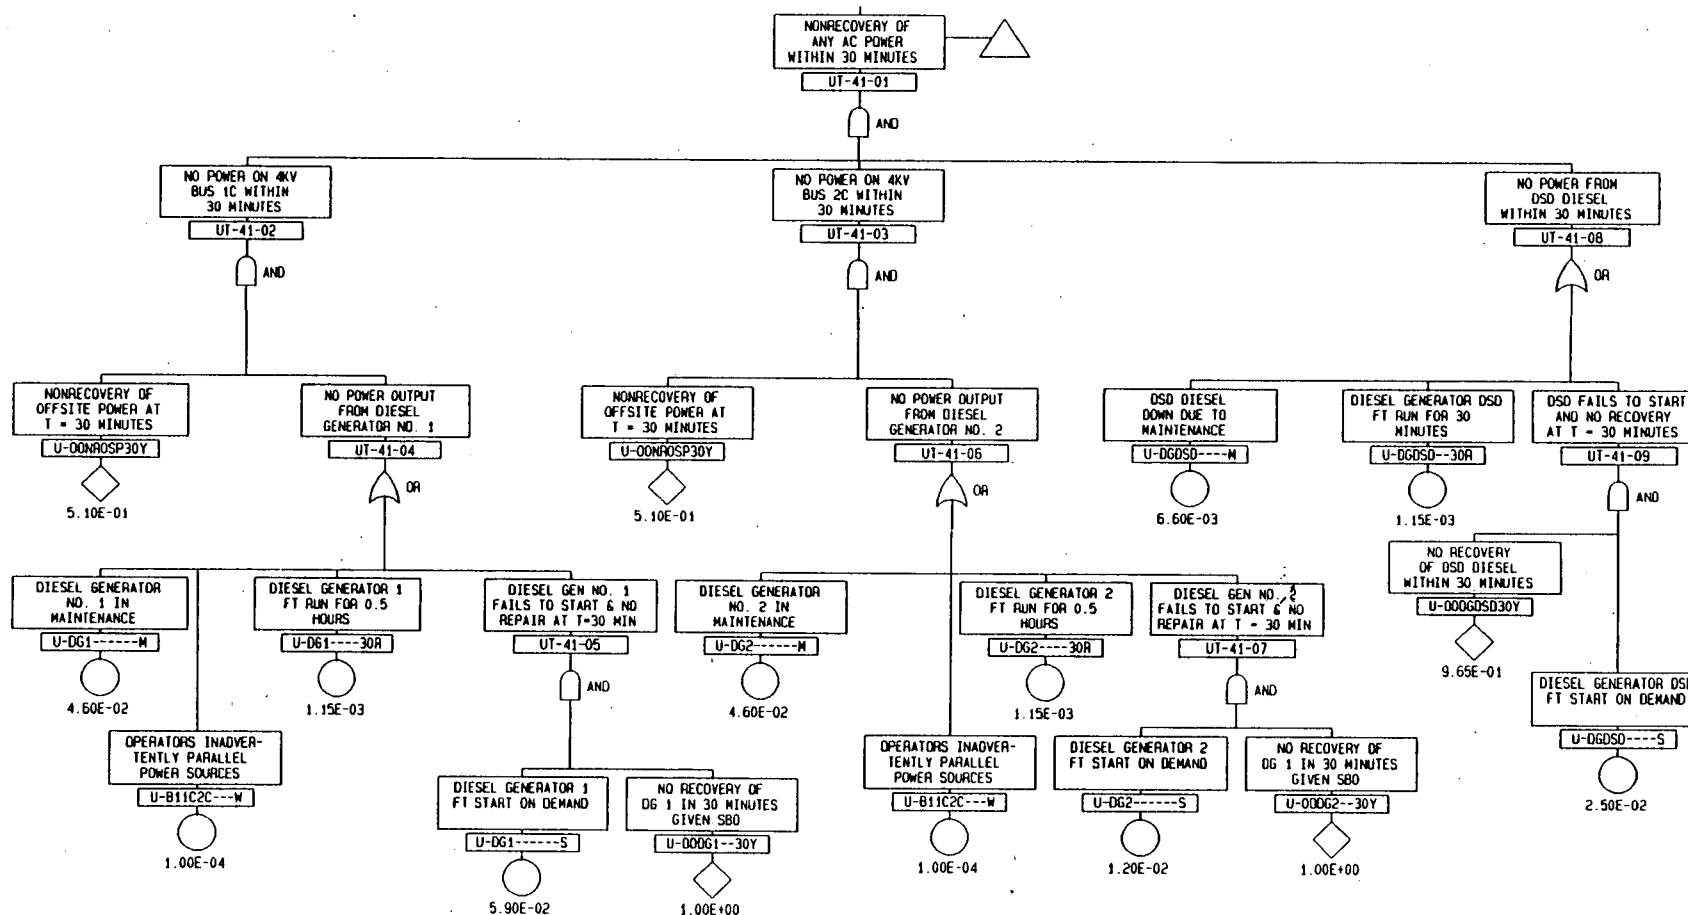 NONRECOVERY OF
ANY AC POWER
WITHIN 30 MINUTES
UT-41-01
AND
NO POWER ON 4KV
BUS 1C WITHIN
30 MINUTES
UT-41-02
AND
NO POWER ON 4KV
BUS 2C WITHIN
30 MINUTES
UT-41-03
AND
NO POWER FROM
DSD DIESEL
WITHIN 30 MINUTES
UT-41-08
OR
NONRECOVERY OF
OFFSITE POWER AT
T = 30 MINUTES
U-OONROSP30Y
5.10E-01
NO POWER OUTPUT
FROM DIESEL
GENERATOR NO. 1
UT-41-04
OR
NONRECOVERY OF
OFFSITE POWER AT
T = 30 MINUTES
U-OONROSP30Y
5.10E-01
NO POWER OUTPUT
FROM DIESEL
GENERATOR NO. 2
UT-41-06
OR
DSD DIESEL
DOWN DUE TO
MAINTENANCE
U-DGDSD----M
6.60E-03
DIESEL GENERATOR DSD
FT RUN FOR 30
MINUTES
U-DGDSD--30R
1.15E-03
DSD FAILS TO START
AND NO RECOVERY
AT T = 30 MINUTES
UT-41-09
AND
DIESEL GENERATOR
NO. 1 IN
MAINTENANCE
U-DG1------M
4.60E-02
OPERATORS INADVER-
TENTLY PARALLEL
POWER SOURCES
U-B11C2C---W
1.00E-04
DIESEL GENERATOR 1
FT RUN FOR 0.5
HOURS
U-DG1----30R
1.15E-03
DIESEL GEN NO. 1
FAILS TO START & NO
REPAIR AT T=30 MIN
UT-41-05
AND
DIESEL GENERATOR 1
FT START ON DEMAND
U-DG1------S
5.90E-02
NO RECOVERY OF
DG 1 IN 30 MINUTES
GIVEN SBO
U-OODG1--30Y
1.00E+00
DIESEL GENERATOR
NO. 2 IN
MAINTENANCE
U-DG2------M
4.60E-02
OPERATORS INADVER-
TENTLY PARALLEL
POWER SOURCES
U-B11C2C---W
1.00E-04
DIESEL GENERATOR 2
FT RUN FOR 0.5
HOURS
U-DG2----30R
1.15E-03
DIESEL GEN NO. 2
FAILS TO START & NO
REPAIR AT T = 30 MIN
UT-41-07
AND
DIESEL GENERATOR 2
FT START ON DEMAND
U-DG2------S
1.20E-02
NO RECOVERY OF
DG 1 IN 30 MINUTES
GIVEN SBO
U-OODG2--30Y
1.00E+00
NO RECOVERY
OF DSD DIESEL
WITHIN 30 MINUTES
U-OODGDSD30Y
9.65E-01
DIESEL GENERATOR DS
FT START ON DEMAND
U-DGDSD----S
2.50E-02